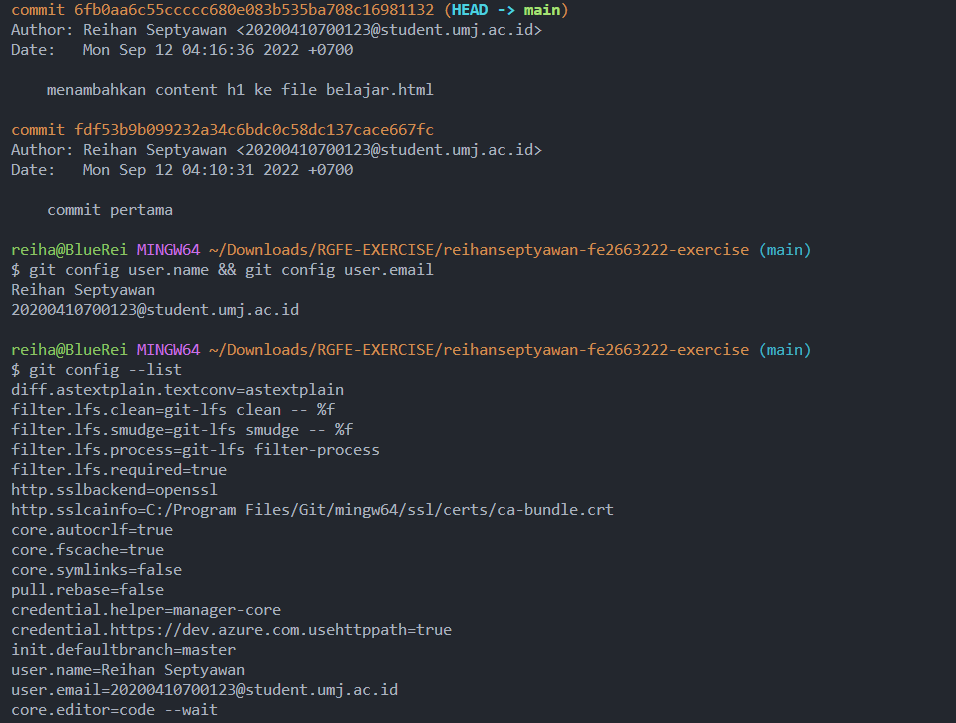 commit 6fb0aa6c55ccccc680e083b535ba708c16981132 (HEAD -> main)
Author: Reihan Septyawan <20200410700123@student.umj.ac.id>
Date:   Mon Sep 12 04:16:36 2022 +0700
    menambahkan content h1 ke file belajar.html
commit fdf53b9b099232a34c6bdc0c58dc137cace667fc
Author: Reihan Septyawan <20200410700123@student.umj.ac.id>
Date:   Mon Sep 12 04:10:31 2022 +0700
    commit pertama
reiha@BlueRei MINGW64 ~/Downloads/RGFE-EXERCISE/reihanseptyawan-fe2663222-exercise (main)
$ git config user.name && git config user.email
Reihan Septyawan
20200410700123@student.umj.ac.id
reiha@BlueRei MINGW64 ~/Downloads/RGFE-EXERCISE/reihanseptyawan-fe2663222-exercise (main)
$ git config --list
diff.astextplain.textconv=astextplain
filter.lfs.clean=git-lfs clean -- %f
filter.lfs.smudge=git-lfs smudge -- %f
filter.lfs.process=git-lfs filter-process
filter.lfs.required=true
http.sslbackend=openssl
http.sslcainfo=C:/Program Files/Git/mingw64/ssl/certs/ca-bundle.crt
core.autocrlf=true
core.fscache=true
core.symlinks=false
pull.rebase=false
credential.helper=manager-core
credential.https://dev.azure.com.usehttppath=true
init.defaultbranch=master
user.name=Reihan Septyawan
user.email=20200410700123@student.umj.ac.id
core.editor=code --wait